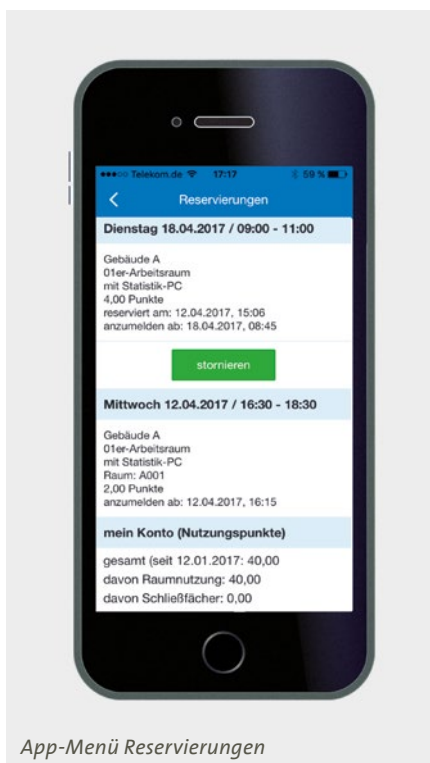 Telekom.de 17:17 59 %
Reservierungen
Dienstag 18.04.2017 / 09:00 - 11:00
Gebäude A
01er-Arbeitsraum
mit Statistik-PC
4,00 Punkte
reserviert am: 12.04.2017, 15:06
anzumelden ab: 18.04.2017, 08:45
stornieren
Mittwoch 12.04.2017 / 16:30 - 18:30
Gebäude A
01er-Arbeitsraum
mit Statistik-PC
Raum: A001
2,00 Punkte
anzumelden ab: 12.04.2017, 16:15
mein Konto (Nutzungspunkte)
gesamt (seit 12.01.2017: 40,00
davon Raumnutzung: 40,00
davon Schließfächer: 0,00
App-Menü Reservierungen